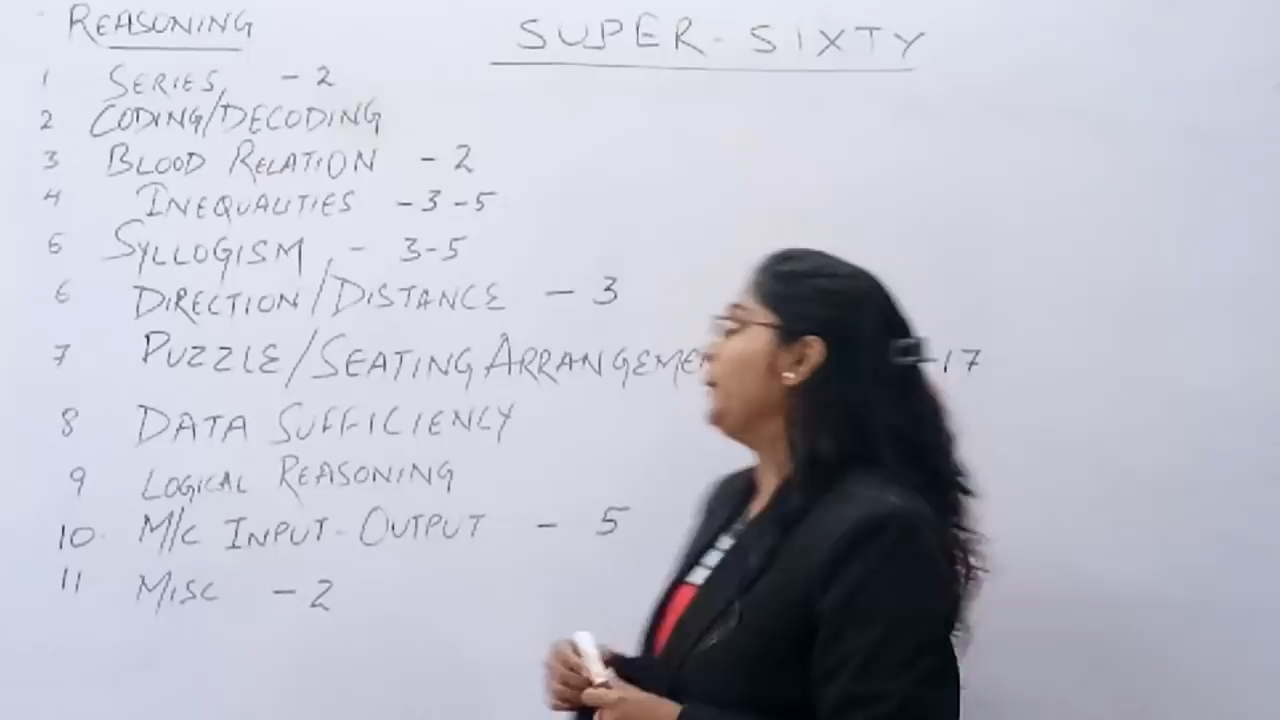 REASONING
SUPER-SIXTY
1 SERIES - 2
2 CODING/DECODING
3 BLOOD RELATION - 2
4 INEQUALITIES - 3-5
6 SYLLOGISM - 3-5
6 DIRECTION/DISTANCE - 3
7 PUZZLE/SEATING - 17
8 DATA SUFFICIENCY
9 LOGICAL REASONING
10. M/C INPUT-OUTPUT - 5
11 MISC - 2